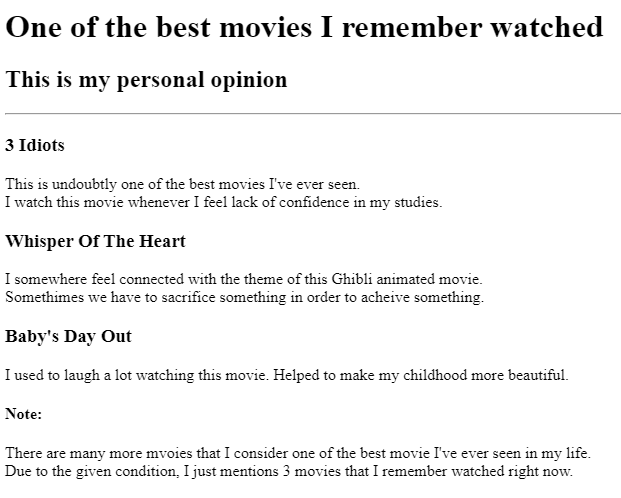 One of the best movies I remember watched
This is my personal opinion
3 Idiots
This is undoubtly one of the best movies I've ever seen.
I watch this movie whenever I feel lack of confidence in my studies.
Whisper Of The Heart
I somewhere feel connected with the theme of this Ghibli animated movie.
Somethimes we have to sacrifice something in order to acheive something.
Baby's Day Out
I used to laugh a lot watching this movie. Helped to make my childhood more beautiful.
Note:
There are many more mvoies that I consider one of the best movie I've ever seen in my life.
Due to the given condition, I just mentions 3 movies that I remember watched right now.